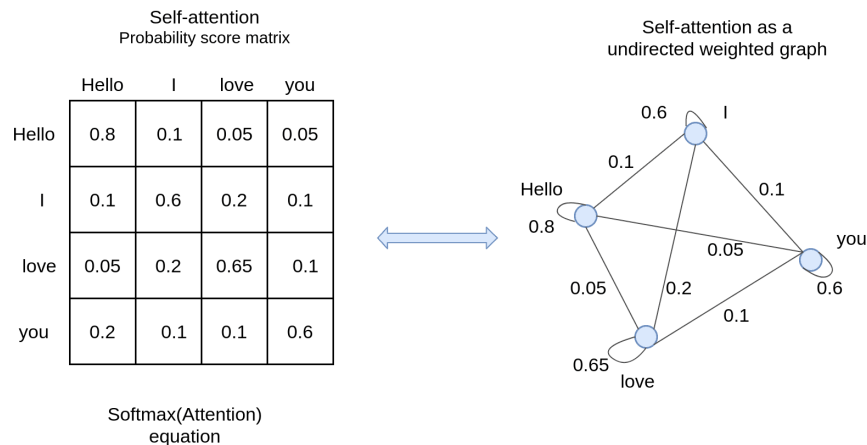 Self-attention
Probability score matrix
Hello I love you
Hello 0.8 0.1 0.05 0.05
I 0.1 0.6 0.2 0.1
love 0.05 0.2 0.65 0.1
you 0.2 0.1 0.1 0.6
Softmax(Attention)
equation
Self-attention as a
undirected weighted graph
0.6 I
0.1
0.1
Hello
0.8
you
0.05
0.05 0.2 0.6
0.1
0.65
love